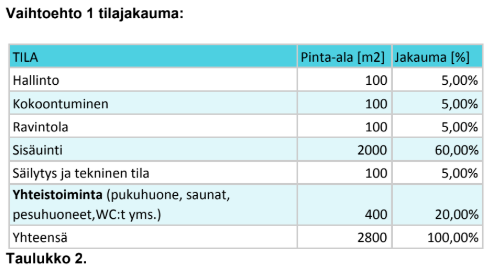 Vaihtoehto 1 tilajakauma:
TILA Pinta-ala [m2] Jakauma [%]
Hallinto 100 5,00%
Kokoontuminen 100 5,00%
Ravintola 100 5,00%
Sisäuinti 2000 60,00%
Säilytys ja tekninen tila 100 5,00%
Yhteistoiminta (pukuhuone, saunat,
pesuhuoneet,WC:t yms.) 400 20,00%
Yhteensä 2800 100,00%
Taulukko 2.